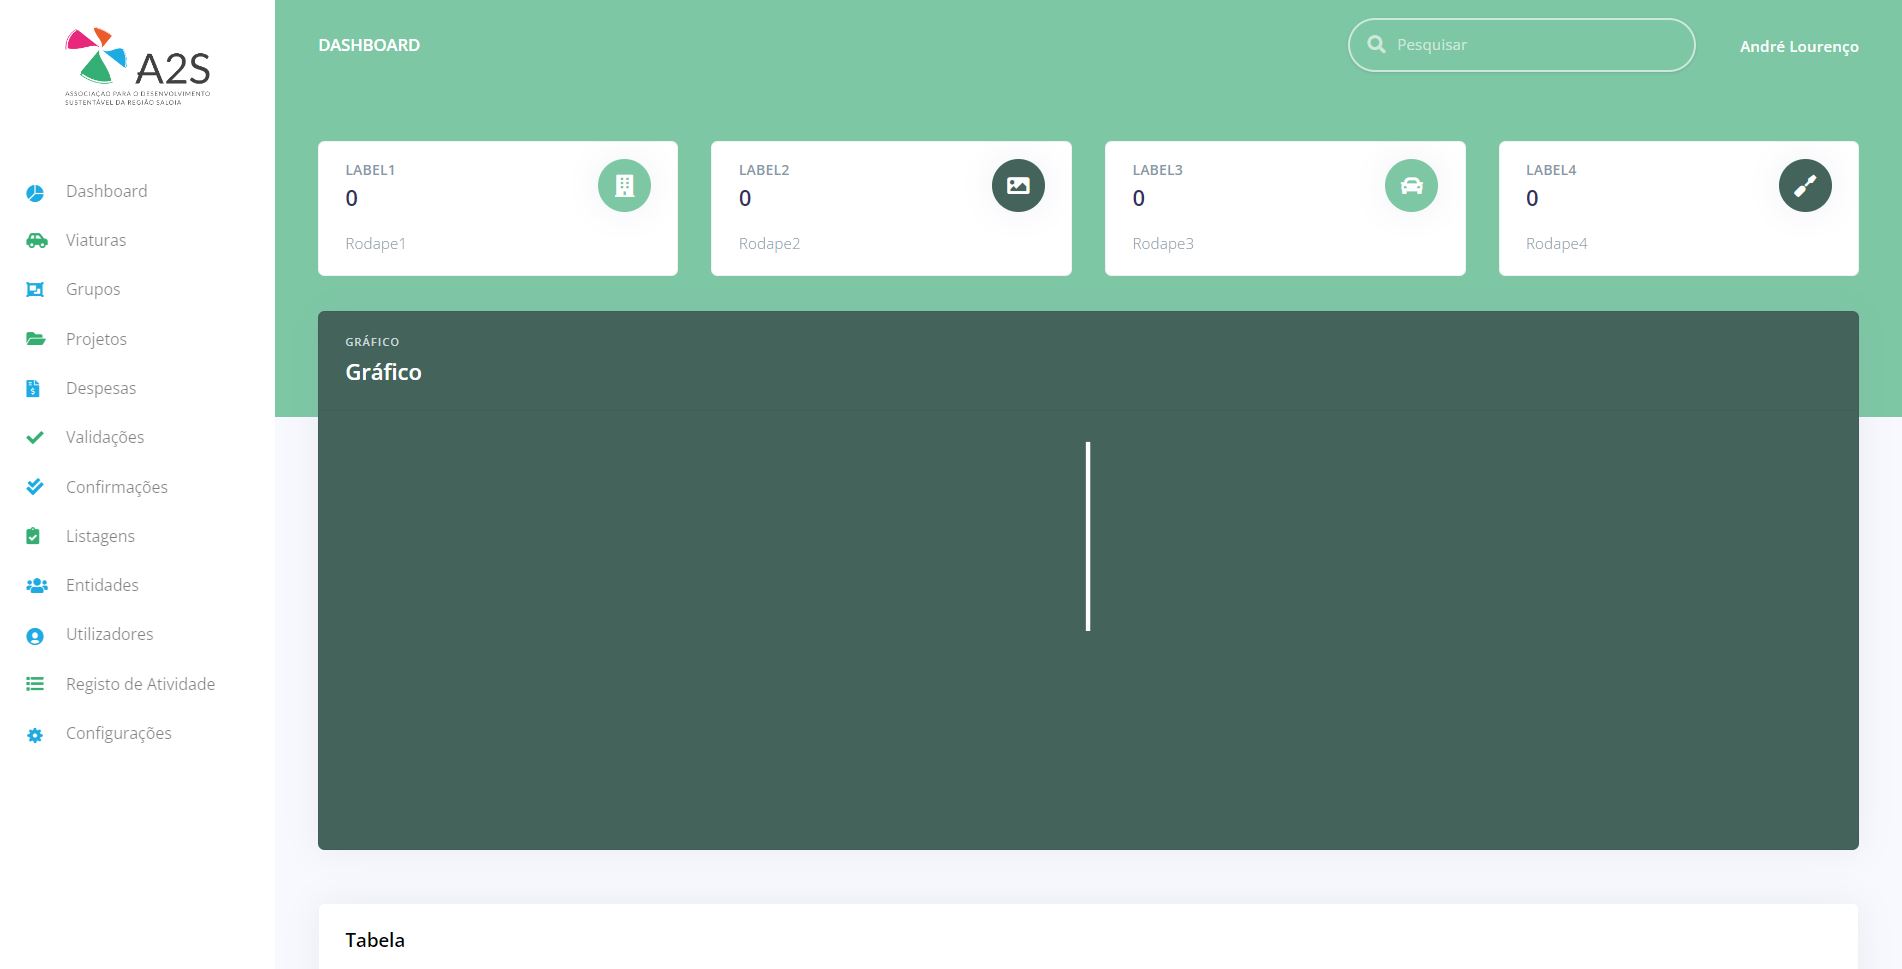 A2S
ASSOCIAÇÃO PARA O DESENVOLVIMENTO
SUSTENTÁVEL DA REGIÃO SALOIA
Dashboard
Viaturas
Grupos
Projetos
Despesas
Validações
Confirmações
Listagens
Entidades
Utilizadores
Registo de Atividade
Configurações
DASHBOARD
Pesquisar
André Lourenço
LABEL1
0
Rodape1
LABEL2
0
Rodape2
LABEL3
0
Rodape3
LABEL4
0
Rodape4
GRÁFICO
Gráfico
Tabela